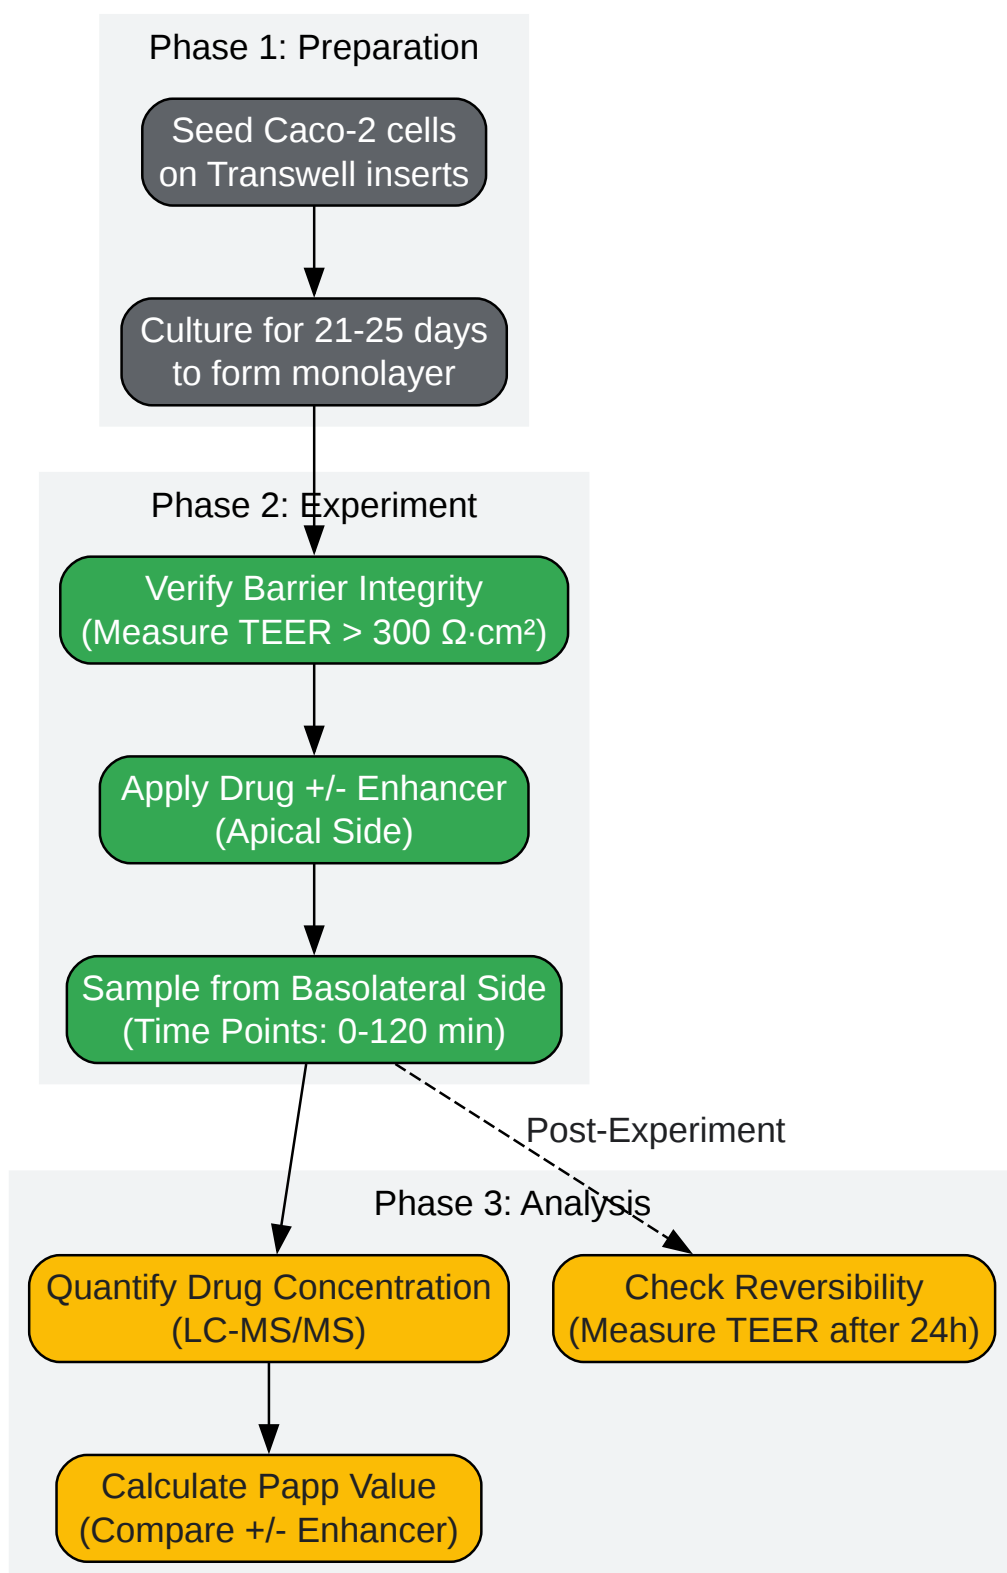 Phase 1: Preparation
Seed Caco-2 cells
on Transwell inserts
Culture for 21-25 days
to form monolayer
Phase 2: Experiment
Verify Barrier Integrity
(Measure TEER > 300 Ω·cm²)
Apply Drug +/- Enhancer
(Apical Side)
Sample from Basolateral Side
(Time Points: 0-120 min)
Post-Experiment
Phase 3: Analysis
Quantify Drug Concentration
(LC-MS/MS)
Check Reversibility
(Measure TEER after 24h)
Calculate Papp Value
(Compare +/- Enhancer)